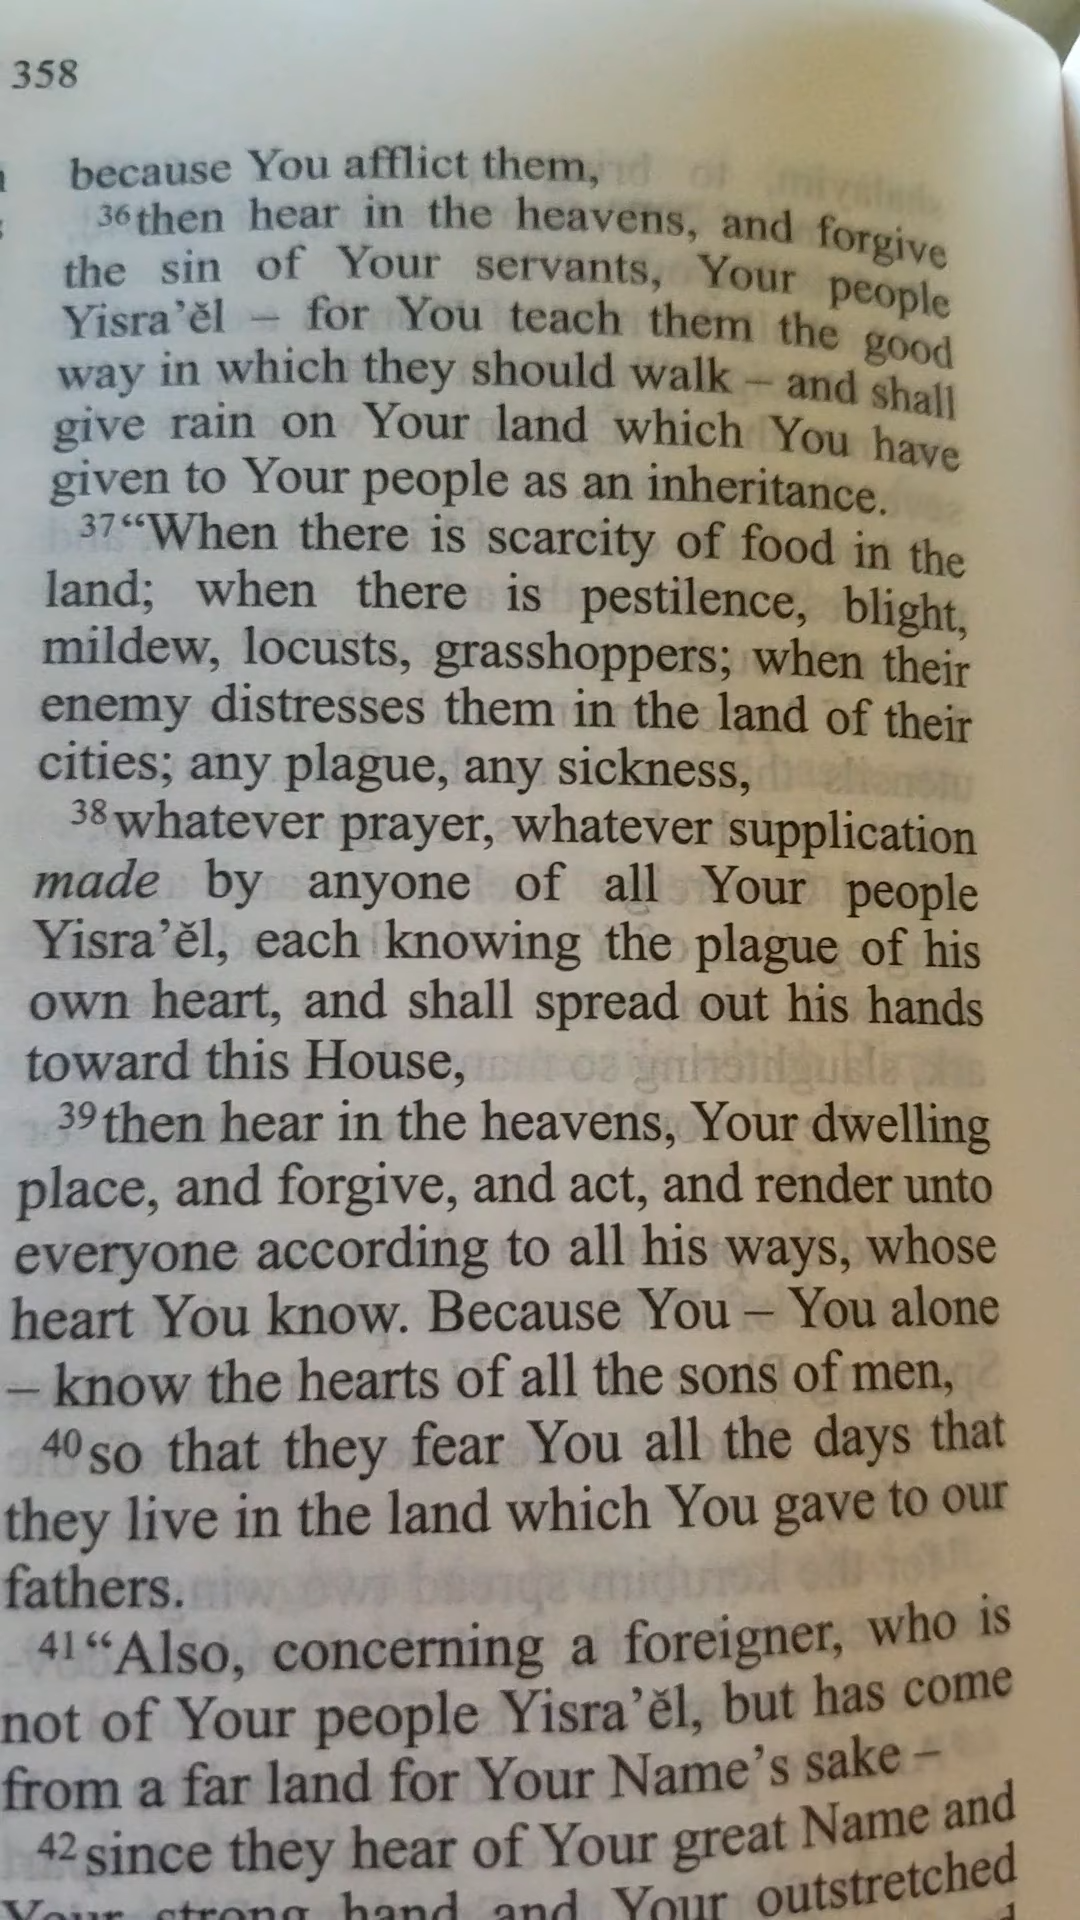 358
because You afflict them,
36then hear in the heavens, and forgive
the sin of Your servants, Your people
Yisra’ĕl – for You teach them the good
way in which they should walk – and shall
give rain on Your land which You have
given to Your people as an inheritance.
37“When there is scarcity of food in the
land; when there is pestilence, blight,
mildew, locusts, grasshoppers; when their
enemy distresses them in the land of their
cities; any plague, any sickness,
38whatever prayer, whatever supplication
made by anyone of all Your people
Yisra’ĕl, each knowing the plague of his
own heart, and shall spread out his hands
toward this House,
39then hear in the heavens, Your dwelling
place, and forgive, and act, and render unto
everyone according to all his ways, whose
heart You know. Because You – You alone
– know the hearts of all the sons of men,
40so that they fear You all the days that
they live in the land which You gave to our
fathers.
41“Also, concerning a foreigner, who is
not of Your people Yisra’ĕl, but has come
from a far land for Your Name’s sake –
42since they hear of Your great Name and
Your strong hand and Your outstretched